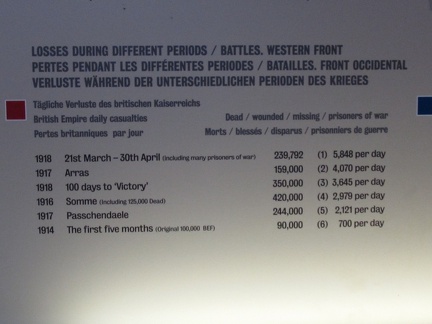 LOSSES DURING DIFFERENT PERIODS / BATTLES. WESTERN FRONT
PERTES PENDANT LES DIFFÉRENTES PERIODES / BATAILLES. FRONT OCCIDENTAL
VERLUSTE WÄHREND DER UNTERSCHIEDLICHEN PERIODEN DES KRIEGES
Tägliche Verluste des britischen Kaiserreichs
British Empire daily casualties Dead / wounded / missing / prisoners of war
Pertes britanniques par jour Morts / blessés / disparus / prisonniers de guerre
1918 21st March – 30th April (including many prisoners of war) 239,792 (1) 5,848 per day
1917 Arras 159,000 (2) 4,070 per day
1918 100 days to 'Victory' 350,000 (3) 3,645 per day
1916 Somme (including 125,000 Dead) 420,000 (4) 2,979 per day
1917 Passchendaele 244,000 (5) 2,121 per day
1914 The first five months (Original 100,000 BEF) 90,000 (6) 700 per day